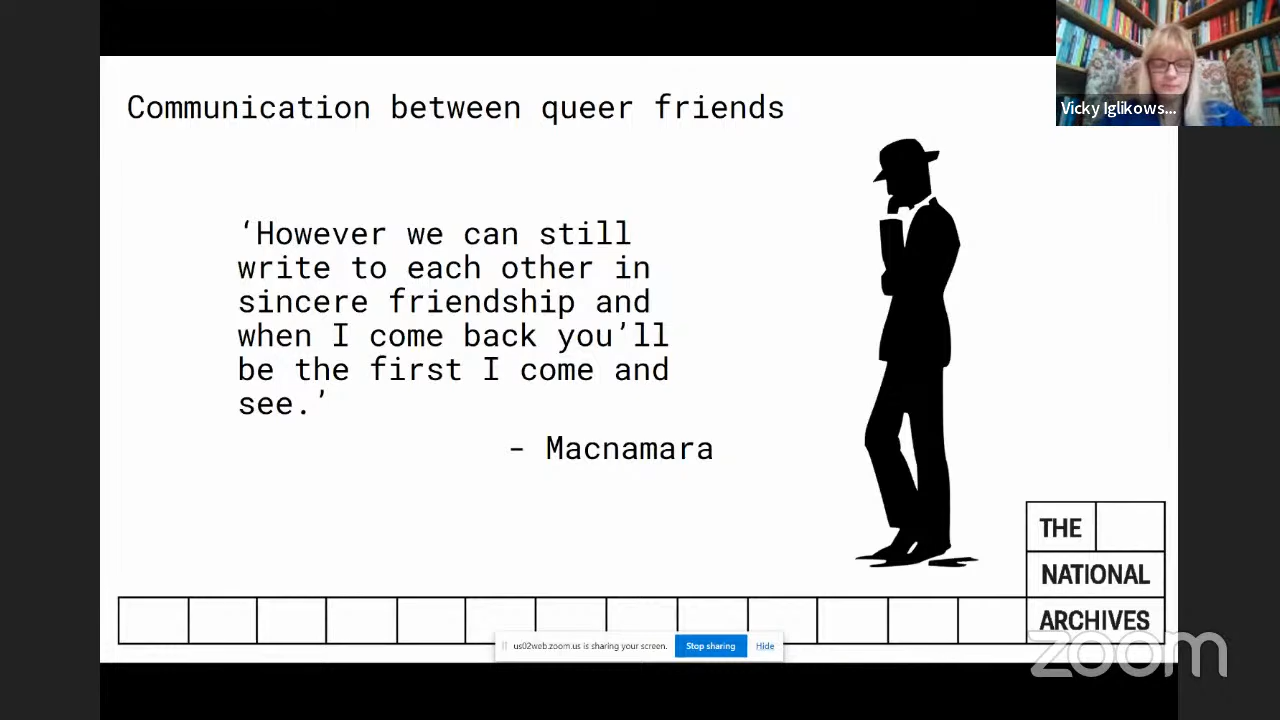 Communication between queer friends
Vicky Iglikows...
‘However we can still
write to each other in
sincere friendship and
when I come back you’ll
be the first I come and
see.’
- Macnamara
THE
NATIONAL
ARCHIVES
us02web.zoom.us is sharing your screen.
Stop sharing
Hide
zoom